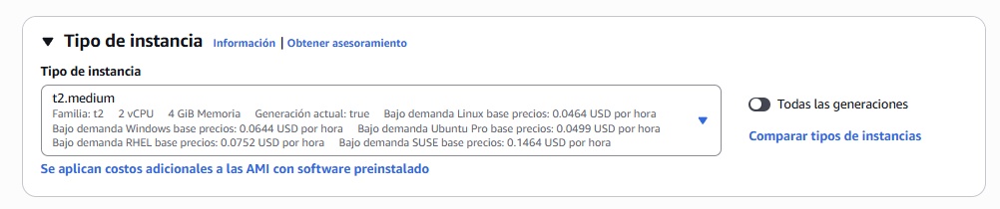 Tipo de instancia Información | Obtener asesoramiento
Tipo de instancia
t2.medium
Familia: t2 2 vCPU 4 GiB Memoria Generación actual: true Bajo demanda Linux base precios: 0.0464 USD por hora
Bajo demanda Windows base precios: 0.0644 USD por hora Bajo demanda Ubuntu Pro base precios: 0.0499 USD por hora
Bajo demanda RHEL base precios: 0.0752 USD por hora Bajo demanda SUSE base precios: 0.1464 USD por hora
Todas las generaciones
Comparar tipos de instancias
Se aplican costos adicionales a las AMI con software preinstalado